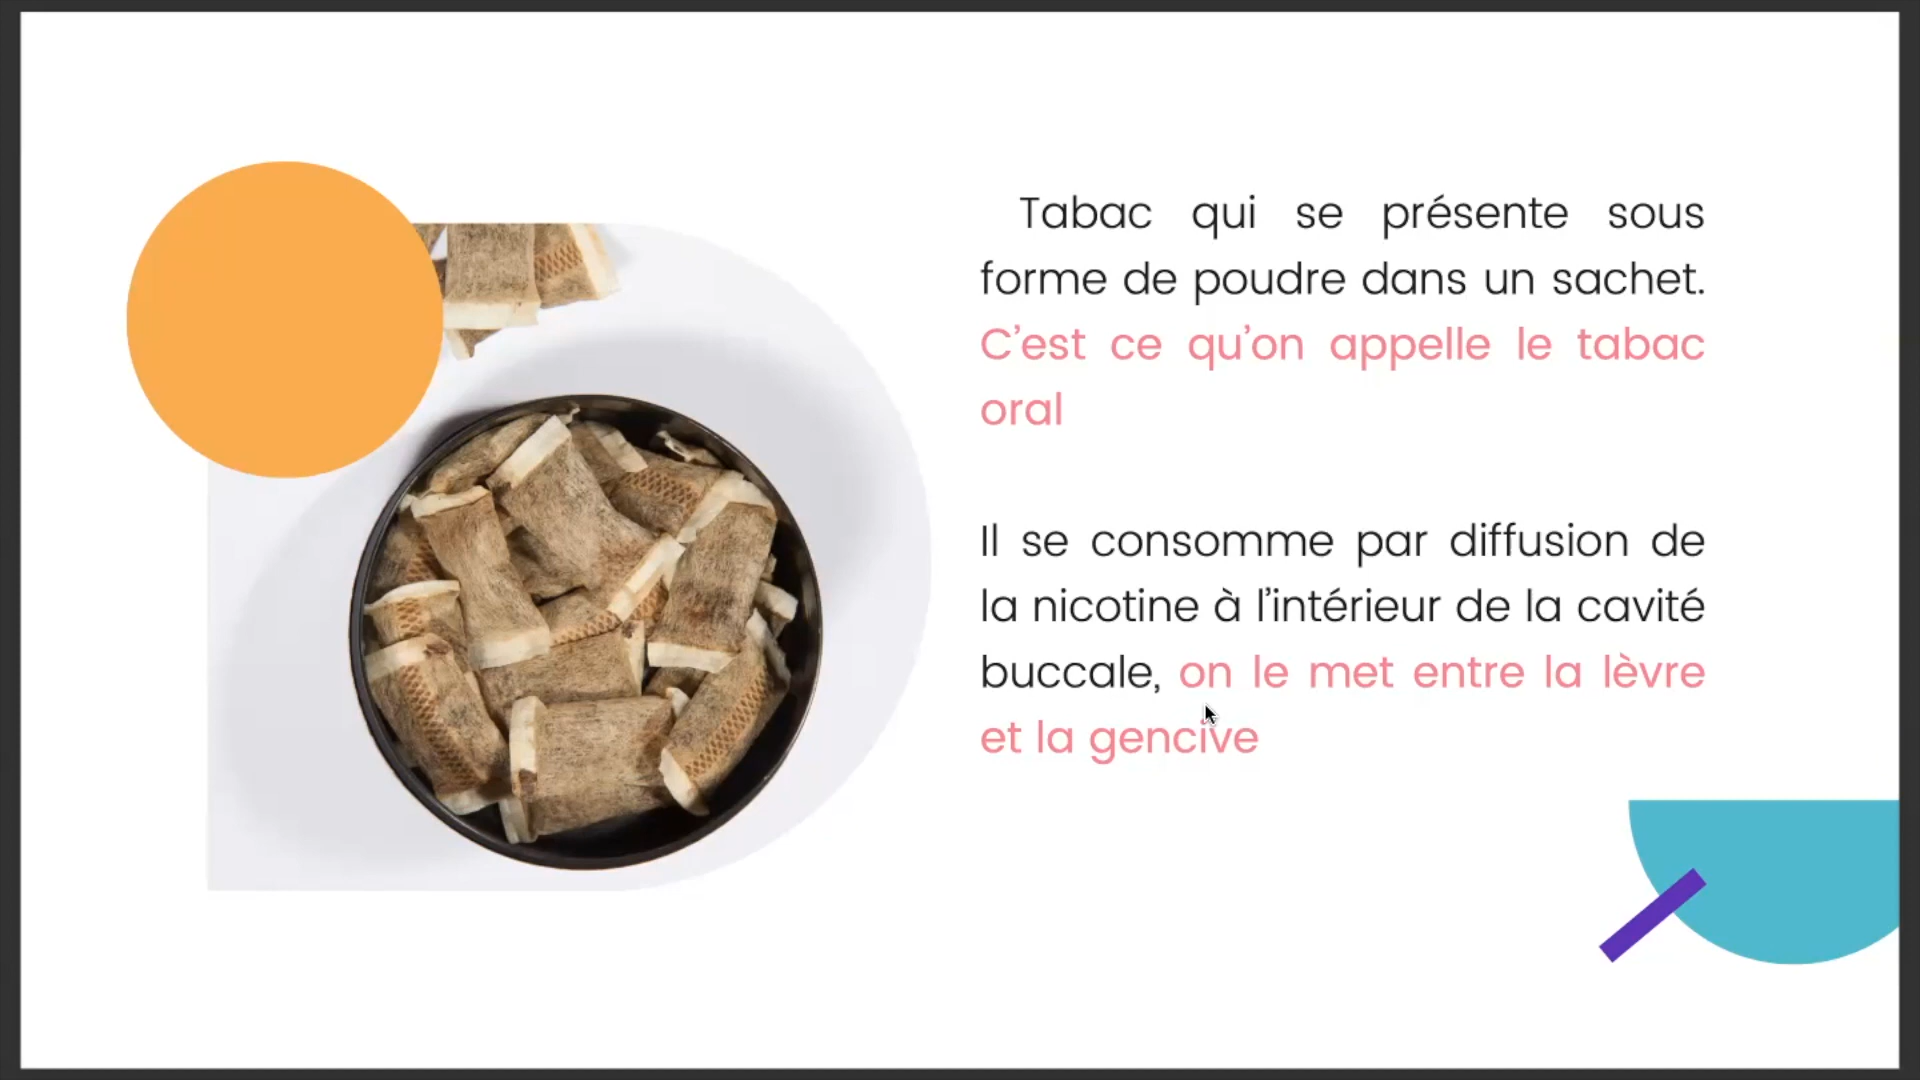 Tabac qui se présente sous
forme de poudre dans un sachet.
C’est ce qu’on appelle le tabac
oral
Il se consomme par diffusion de
la nicotine à l’intérieur de la cavité
buccale, on le met entre la lèvre
et la gencive